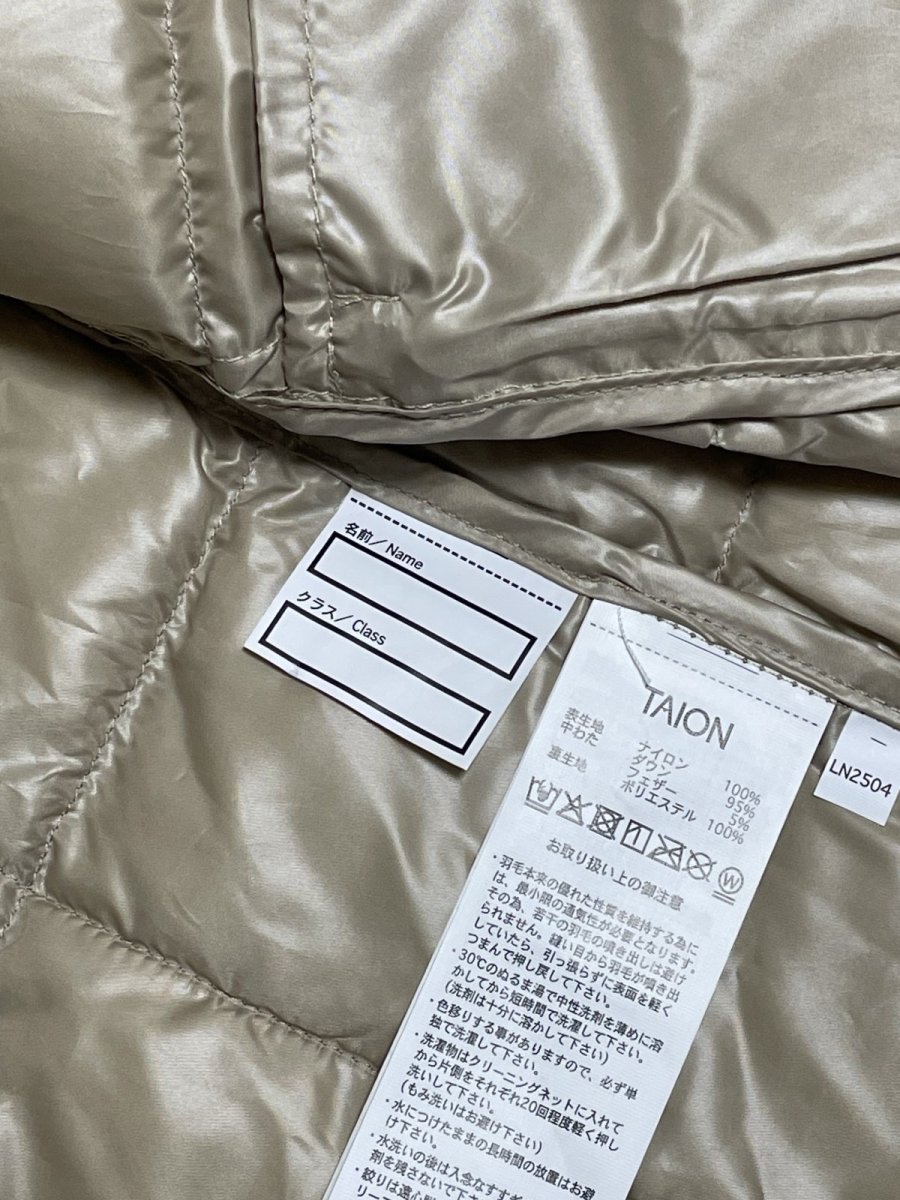 名前/Name
クラス/Class
TAION
表生地 ナイロン 100%
中わた ダウン 95%
フェザー 5%
裏生地 ポリエステル 100%
W
お取り扱い上の御注意
・羽毛本来の優れた性質を維持する為に
は、最小限の通気性が必要となります。
その為、若干の羽毛の噴き出しは避け
られません。縫い目から羽毛が噴き出
していたら、引っ張らずに表面を軽く
つまんで押し戻して下さい。
・30℃のぬるま湯で中性洗剤を薄めに溶
かしてから短時間で洗濯して下さい。
(洗剤は十分に溶かして下さい)
・色移りする事がありますので、必ず単
独で洗濯して下さい。
・洗濯物はクリーニングネットに入れて
から片側をそれぞれ20回程度軽く押し
洗いして下さい。
(もみ洗いはお避け下さい)
・水につけたままの長時間の放置はお避
け下さい。
・水洗いの後は入念なすすぎ
剤を残さないで下
・絞りは遠心
リー
LN2504